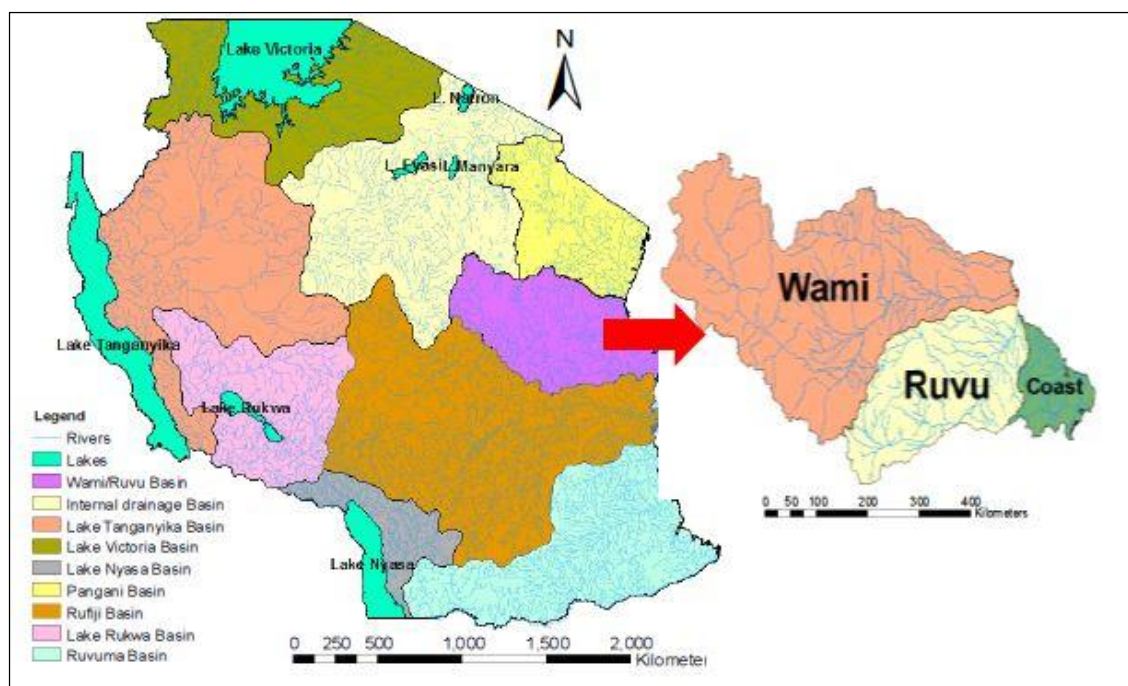 Lake Victoria
N
L. Natron
L. Eyasi
L. Manyara
Wami
Ruvu
Coast
Lake Tanganyika
Lake Rukwa
Lake Nyasa
Legend
Rivers
Lakes
Wami/Ruvu Basin
Internal drainage Basin
Lake Tanganyika Basin
Lake Victoria Basin
Lake Nyasa Basin
Pangani Basin
Rufiji Basin
Lake Rukwa Basin
Ruvuma Basin
0 50 100 200 300 400
Kilometers
0 250 500 1,000 1,500 2,000
Kilometer